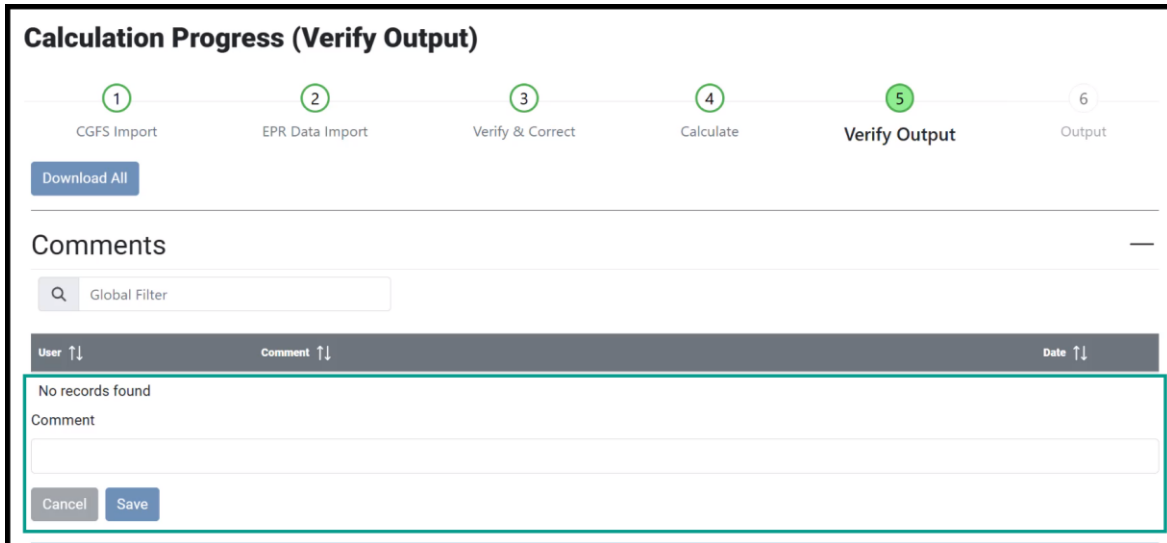 Calculation Progress (Verify Output)
1 2 3 4 5 6
CGFS Import EPR Data Import Verify & Correct Calculate Verify Output Output
Download All
Comments
Global Filter
User ↑↓ Comment ↑↓ Date ↑↓
No records found
Comment
Cancel Save